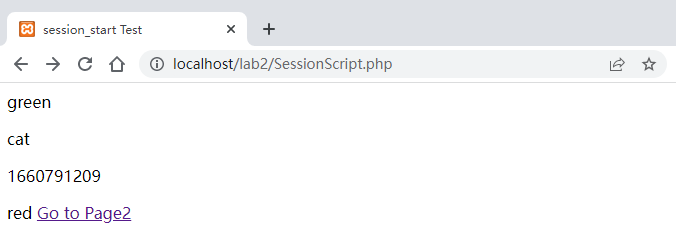 session_start Test
localhost/lab2/SessionScript.php
green
cat
1660791209
red Go to Page2